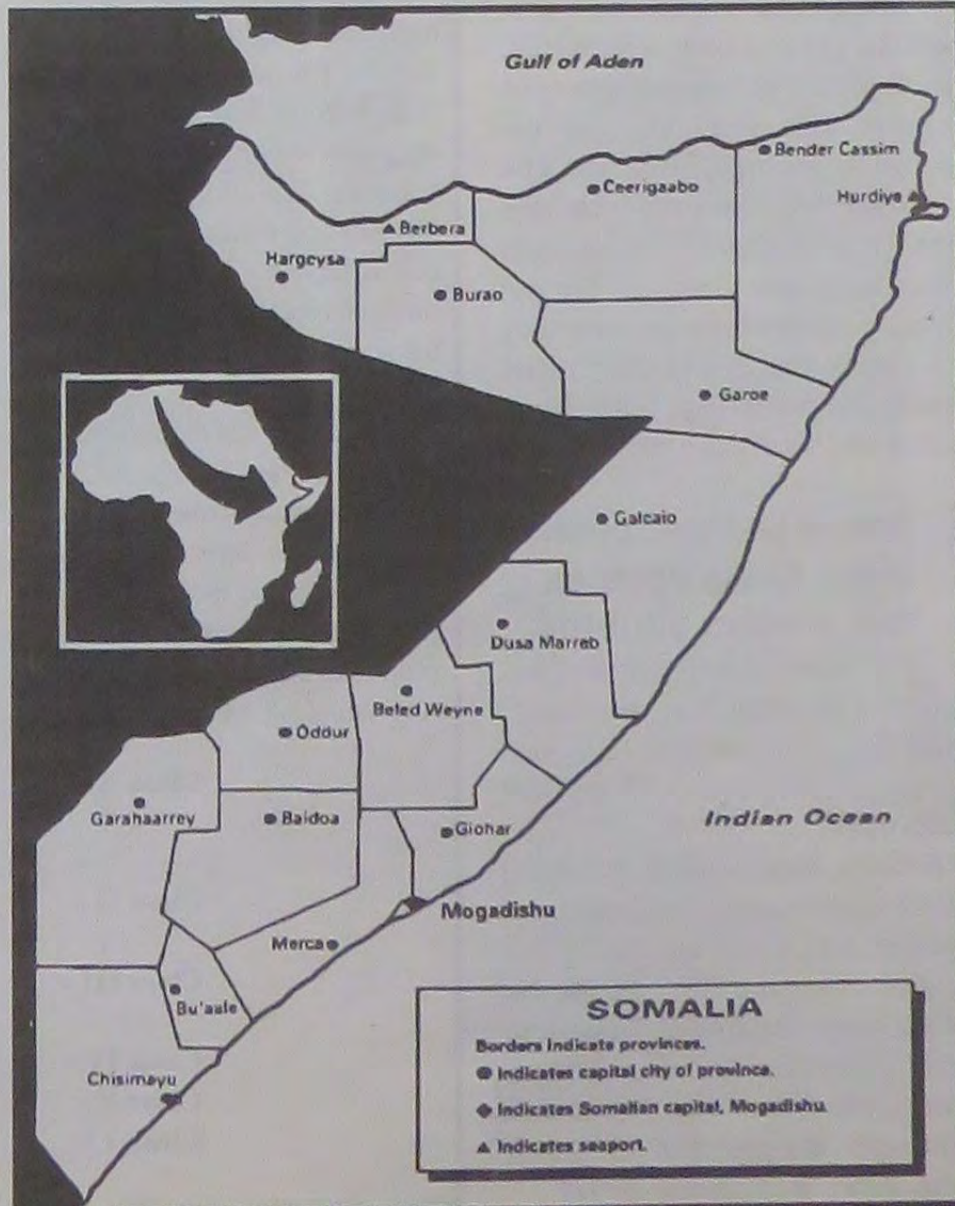 Gulf of Aden
Bender Cassim
Ceerigaabo
Hurdiye
Berbera
Hargeysa
Burao
Garoe
Galcaio
Dusa Marreb
Beled Weyne
Oddur
Garahaarrey
Baidoa
Giohar
Indian Ocean
Mogadishu
Merca
Bu'aale
Chisimayu
SOMALIA
Borders indicate provinces.
Indicates capital city of province.
Indicates Somalian capital, Mogadishu.
Indicates seaport.